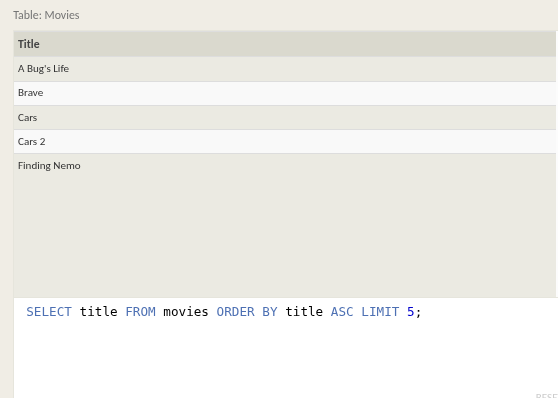 Table: Movies
Title
A Bug's Life
Brave
Cars
Cars 2
Finding Nemo
SELECT title FROM movies ORDER BY title ASC LIMIT 5;